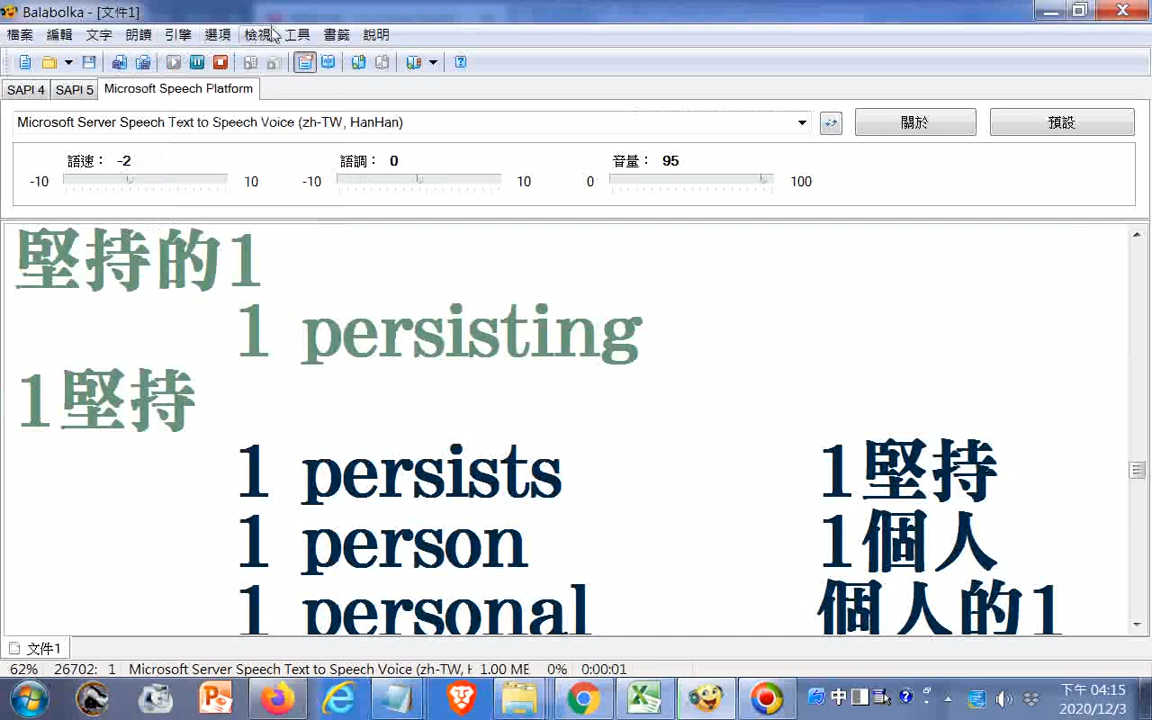 Balabolka - [文件1]
檔案 編輯 文字 朗讀 引擎 選項 檢視 工具 書籤 說明
SAPI 4 SAPI 5 Microsoft Speech Platform
Microsoft Server Speech Text to Speech Voice (zh-TW, HanHan) 關於 預設
語速： -2 語調： 0 音量： 95
-10 10 -10 10 0 100
堅持的1
1 persisting
1堅持
1 persists 1堅持
1 person 1個人
1 personal 個人的1
文件1
62% 26702: 1 Microsoft Server Speech Text to Speech Voice (zh-TW, H 1.00 ME 0% 0:00:01
中 下午 04:15
2020/12/3